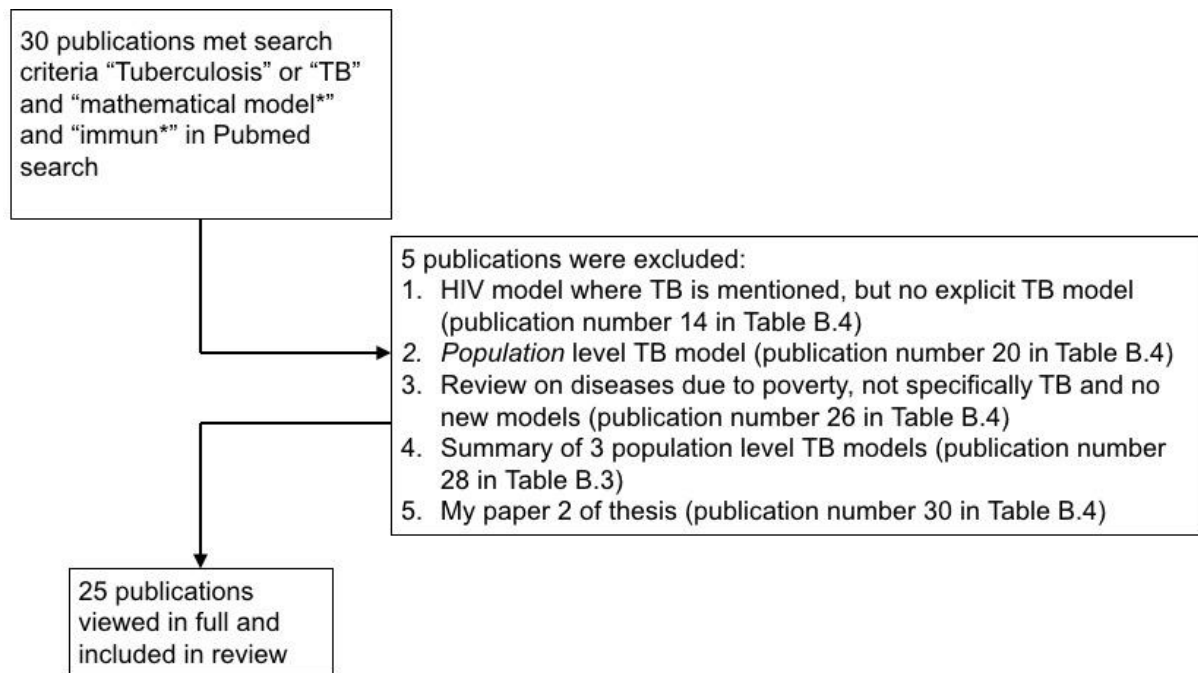 30 publications met search
criteria “Tuberculosis” or “TB”
and “mathematical model*”
and “immun*” in Pubmed
search
5 publications were excluded:
1. HIV model where TB is mentioned, but no explicit TB model
(publication number 14 in Table B.4)
2. Population level TB model (publication number 20 in Table B.4)
3. Review on diseases due to poverty, not specifically TB and no
new models (publication number 26 in Table B.4)
4. Summary of 3 population level TB models (publication number
28 in Table B.3)
5. My paper 2 of thesis (publication number 30 in Table B.4)
25 publications
viewed in full and
included in review